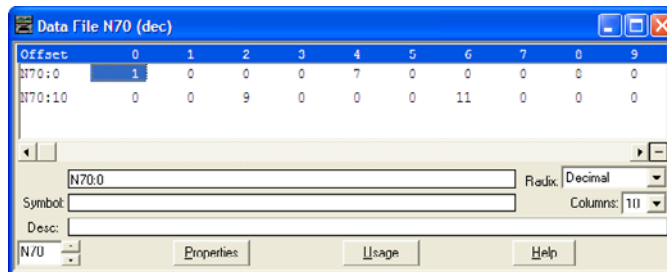 Data File N70 (dec)
Offset 0 1 2 3 4 5 6 7 8 9
N70:0 1 0 0 0 7 0 0 0 8 0
N70:10 0 0 9 0 0 0 11 0 0 0
N70:0 Radix: Decimal
Symbol: Columns: 10
Desc:
N70 Properties Usage Help